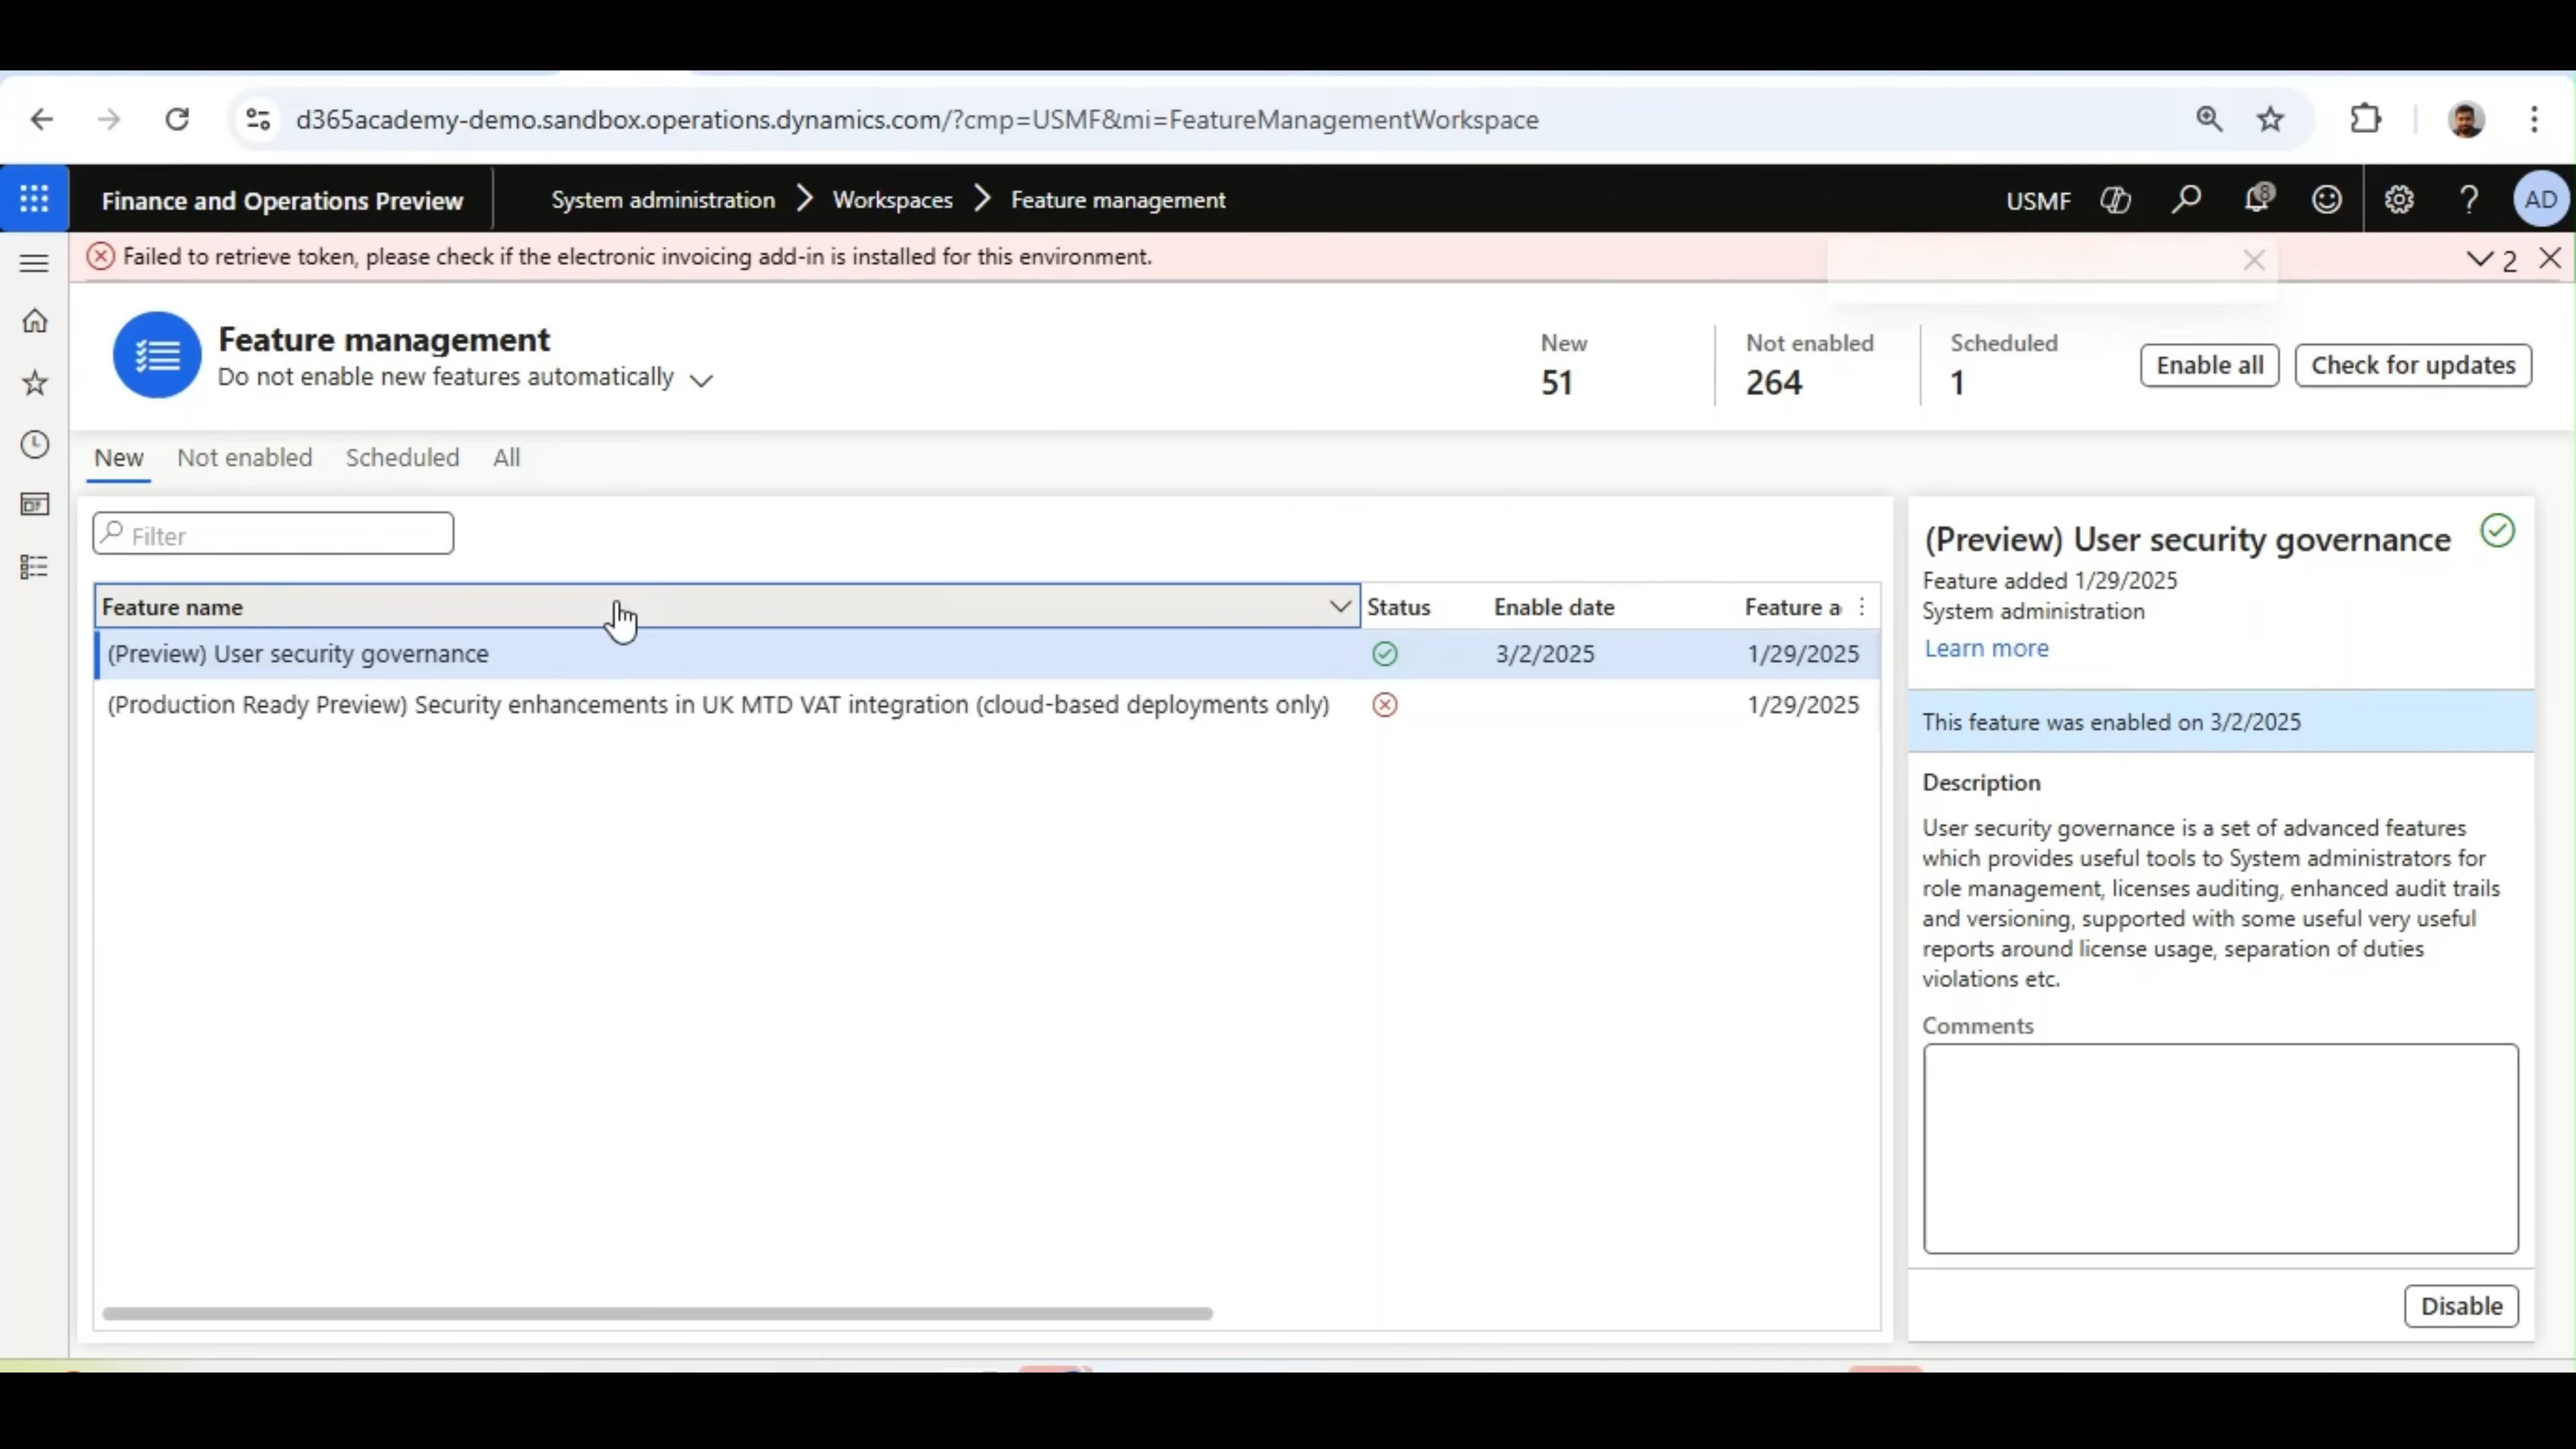 d365academy-demo.sandbox.operations.dynamics.com/?cmp=USMF&mi=FeatureManagementWorkspace
Finance and Operations Preview
System administration
Workspaces
Feature management
USMF
8
?
AD
Failed to retrieve token, please check if the electronic invoicing add-in is installed for this environment.
2
Feature management
Do not enable new features automatically
New
51
Not enabled
264
Scheduled
1
Enable all
Check for updates
New
Not enabled
Scheduled
All
Filter
Feature name
Status
Enable date
Feature a
(Preview) User security governance
3/2/2025
1/29/2025
(Production Ready Preview) Security enhancements in UK MTD VAT integration (cloud-based deployments only)
1/29/2025
(Preview) User security governance
Feature added 1/29/2025
System administration
Learn more
This feature was enabled on 3/2/2025
Description
User security governance is a set of advanced features
which provides useful tools to System administrators for
role management, licenses auditing, enhanced audit trails
and versioning, supported with some useful very useful
reports around license usage, separation of duties
violations etc.
Comments
Disable